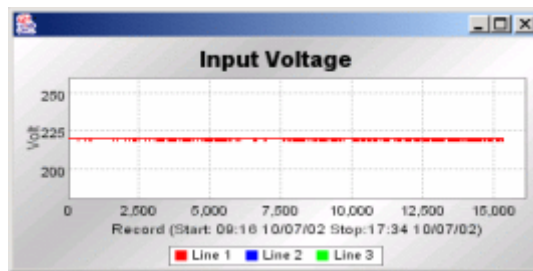 Input Voltage
250
225
200
Volt
0 2,500 5,000 7,500 10,000 12,500 15,000
Record (Start: 09:16 10/07/02 Stop:17:34 10/07/02)
Line 1 Line 2 Line 3